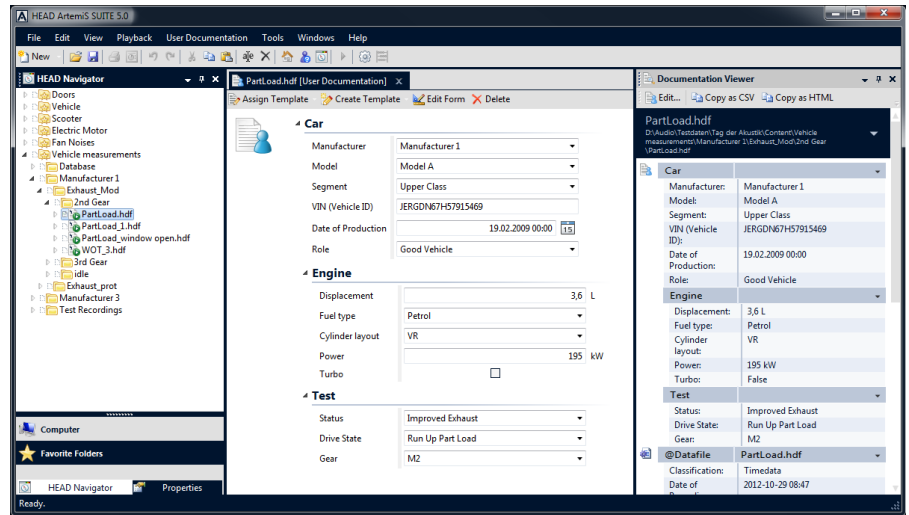 HEAD ArtemiS SUITE 5.0
File Edit View Playback User Documentation Tools Windows Help
New
HEAD Navigator
Doors
Vehicle
Scooter
Electric Motor
Fan Noises
Vehicle measurements
Database
Manufacturer 1
Exhaust_Mod
2nd Gear
PartLoad.hdf
PartLoad_1.hdf
PartLoad_window open.hdf
WOT_3.hdf
3rd Gear
idle
Exhaust_prot
Manufacturer 3
Test Recordings
Computer
Favorite Folders
HEAD Navigator Properties
Ready.
PartLoad.hdf [User Documentation] x
Assign Template Create Template Edit Form Delete
Car
Manufacturer Manufacturer 1
Model Model A
Segment Upper Class
VIN (Vehicle ID) JERGDN67H57915469
Date of Production 19.02.2009 00:00 15
Role Good Vehicle
Engine
Displacement 3,6 L
Fuel type Petrol
Cylinder layout VR
Power 195 kW
Turbo
Test
Status Improved Exhaust
Drive State Run Up Part Load
Gear M2
Documentation Viewer
Edit... Copy as CSV Copy as HTML
PartLoad.hdf
D:\Audio\Testdaten\Tag der Akustik\Content\Vehicle
measurements\Manufacturer 1\Exhaust_Mod\2nd Gear
\PartLoad.hdf
Car
Manufacturer: Manufacturer 1
Model: Model A
Segment: Upper Class
VIN (Vehicle JERGDN67H57915469
ID):
Date of 19.02.2009 00:00
Production:
Role: Good Vehicle
Engine
Displacement: 3,6 L
Fuel type: Petrol
Cylinder VR
layout:
Power: 195 kW
Turbo: False
Test
Status: Improved Exhaust
Drive State: Run Up Part Load
Gear: M2
@Datafile PartLoad.hdf
Classification: Timedata
Date of 2012-10-29 08:47